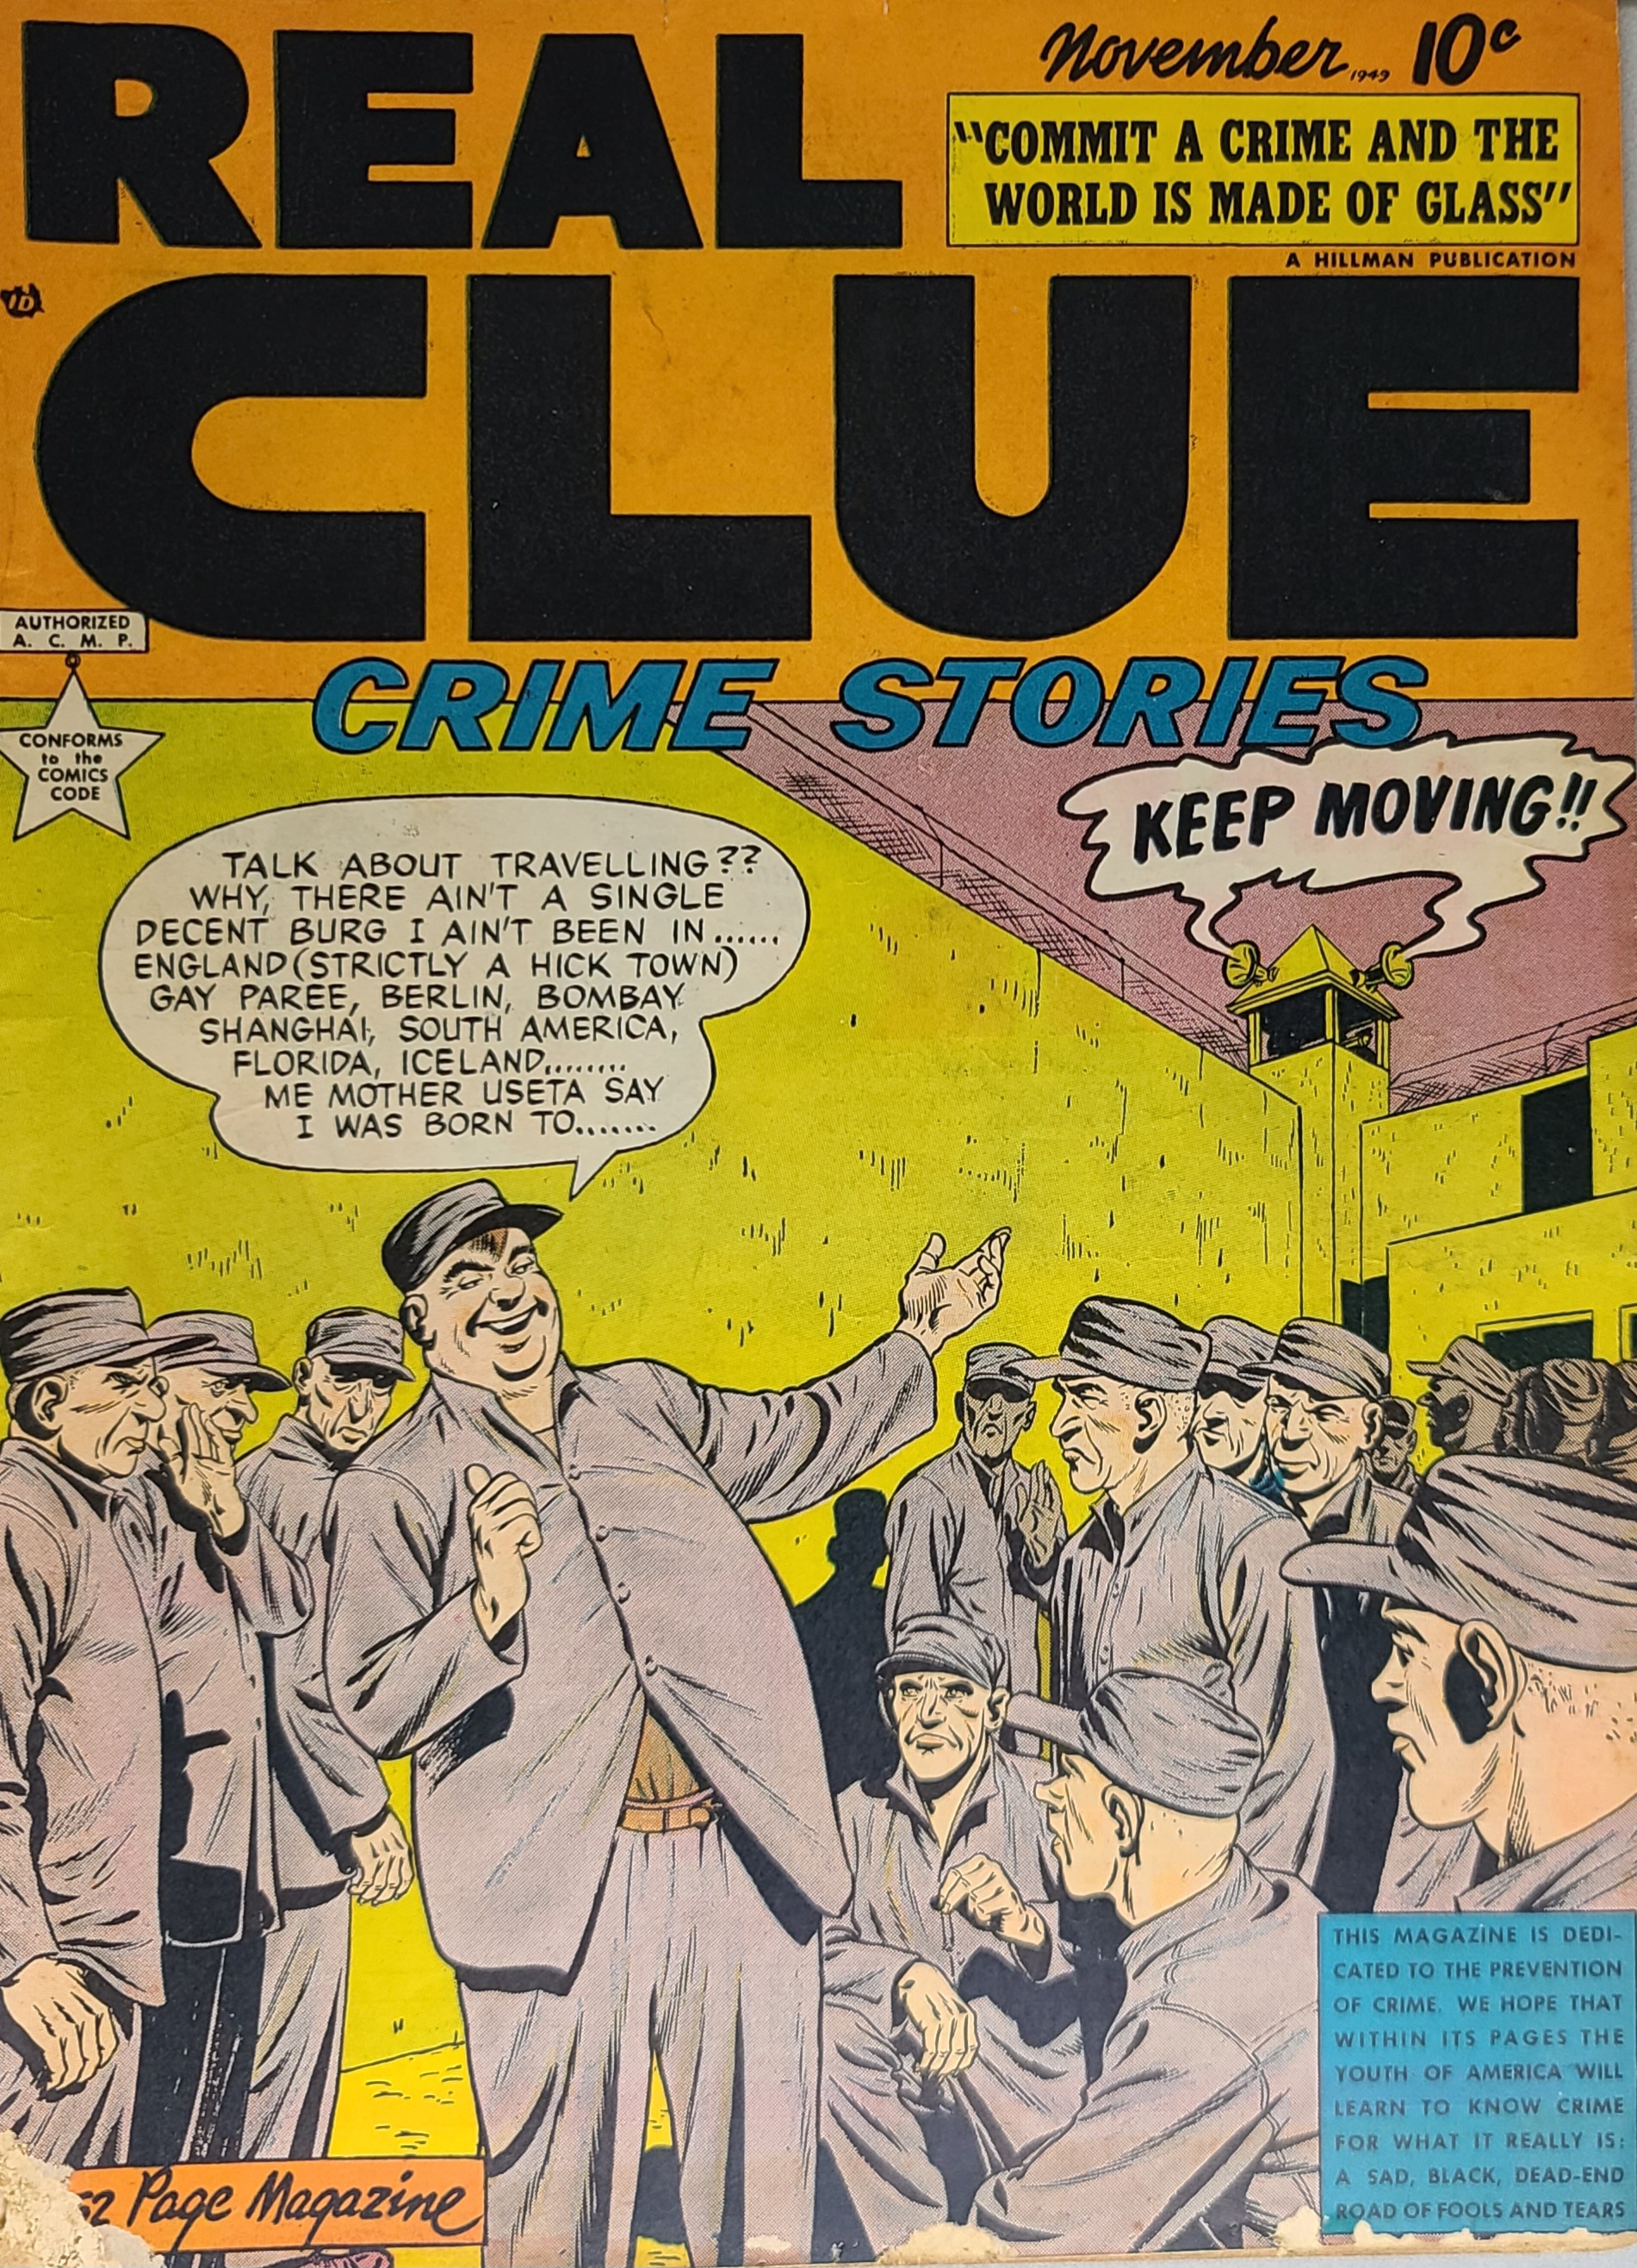 REAL
November 1949 10c
"COMMIT A CRIME AND THE
WORLD IS MADE OF GLASS"
A HILLMAN PUBLICATION
CLUE
AUTHORIZED
A. C. M. P.
CONFORMS
to the
COMICS
CODE
CRIME STORIES
KEEP MOVING!!
TALK ABOUT TRAVELLING??
WHY, THERE AIN'T A SINGLE
DECENT BURG I AIN'T BEEN IN......
ENGLAND (STRICTLY A HICK TOWN)
GAY PAREE, BERLIN, BOMBAY
SHANGHAI, SOUTH AMERICA,
FLORIDA, ICELAND........
ME MOTHER USETA SAY
I WAS BORN TO.......
52 Page Magazine
THIS MAGAZINE IS DEDI-
CATED TO THE PREVENTION
OF CRIME. WE HOPE THAT
WITHIN ITS PAGES THE
YOUTH OF AMERICA WILL
LEARN TO KNOW CRIME
FOR WHAT IT REALLY IS:
A SAD, BLACK, DEAD-END
ROAD OF FOOLS AND TEARS